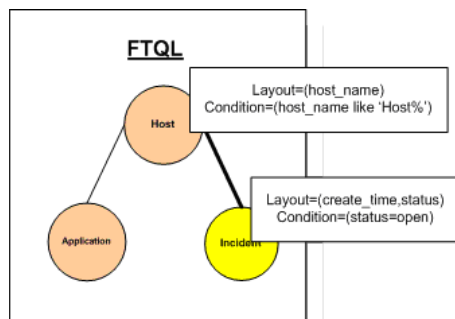 FTQL
Layout=(host_name)
Condition=(host_name like ‘Host%’)
Host
Layout=(create_time,status)
Condition=(status=open)
Application
Incident